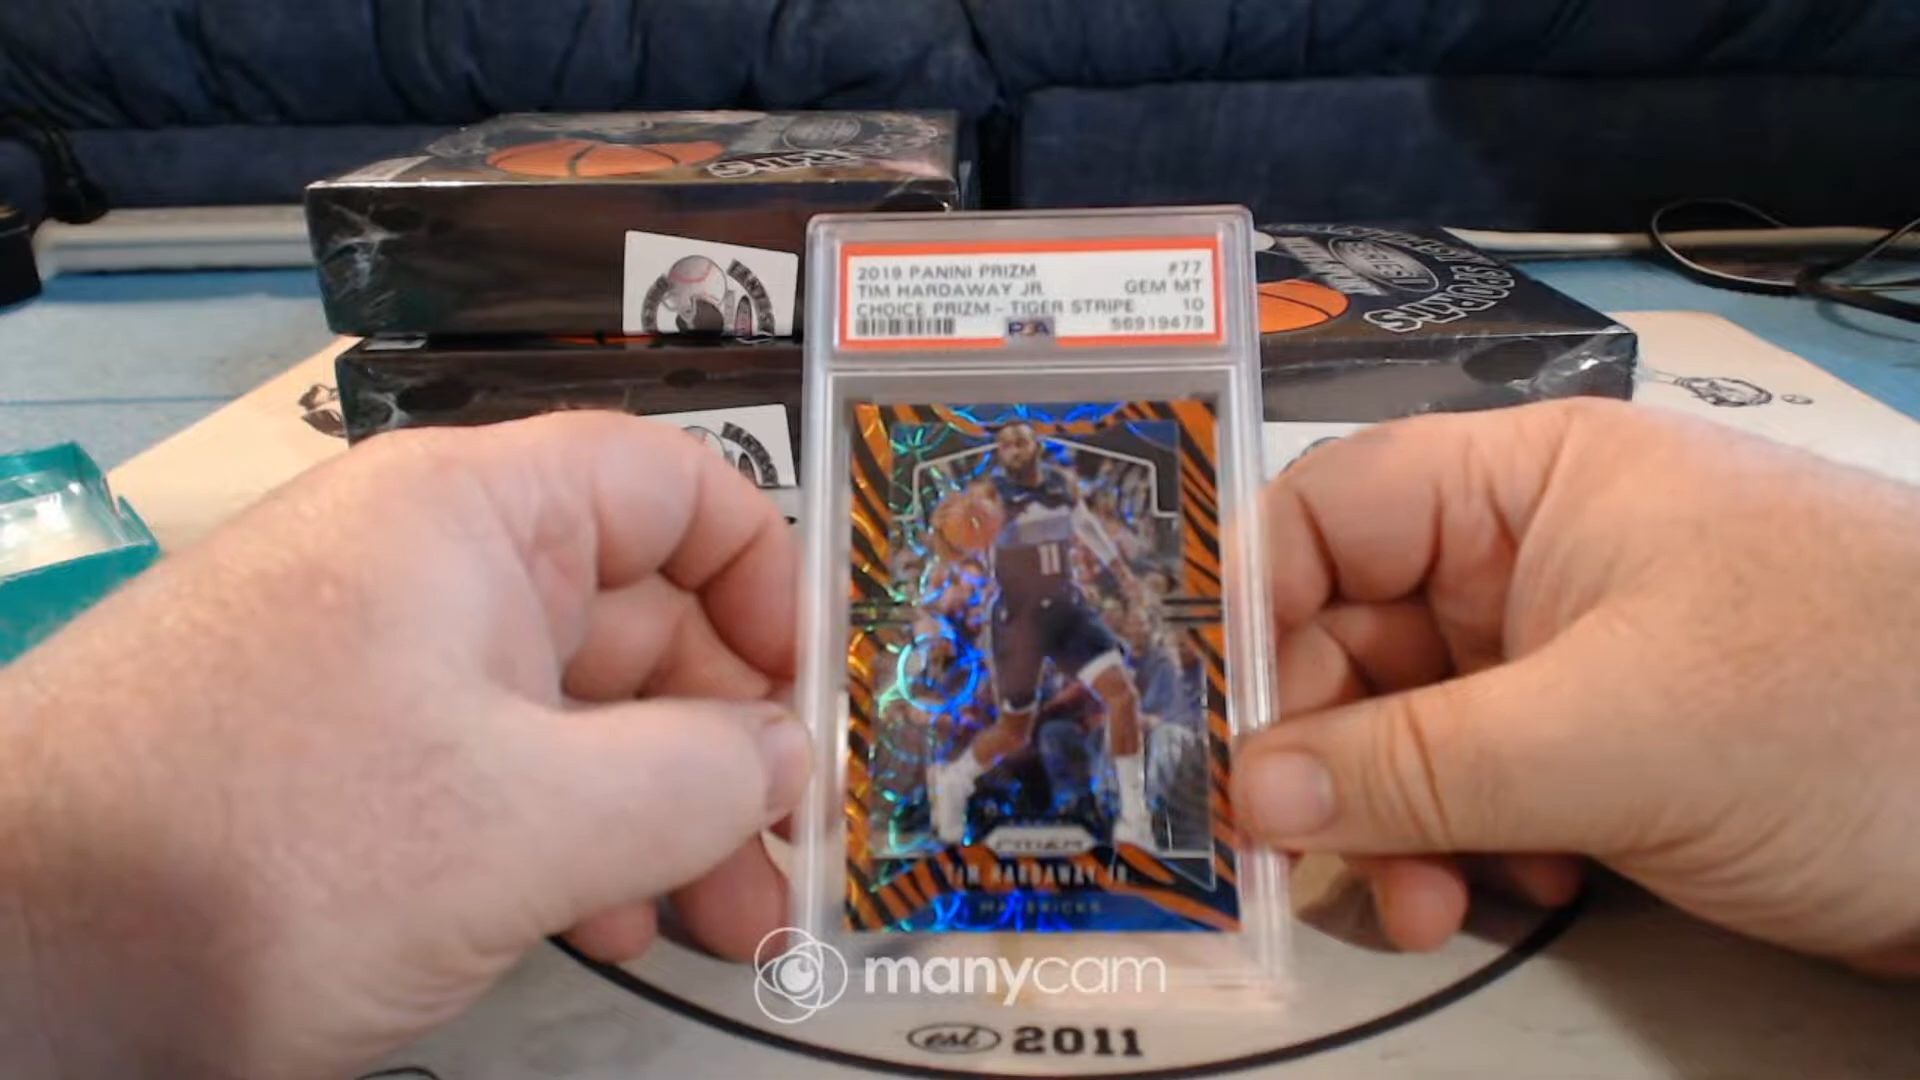 2019 PANINI PRIZM #77
TIM HARDAWAY JR GEM MT
CHOICE PRIZM - TIGER STRIPE 10
PSA 56919479
11
PRIZM
TIM HARDAWAY JR.
MAVERICKS
manycam
est 2011